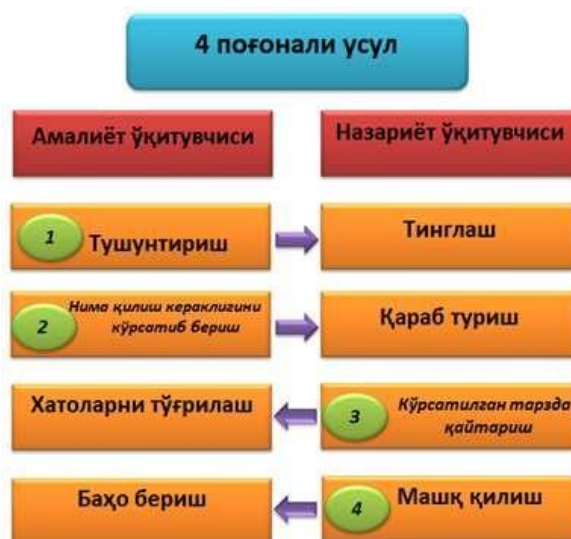 4 поғонали усул
Амалиёт ўқитувчиси
Назариёт ўқитувчиси
1
Тушунтириш
Тинглаш
2
Нима қилиш кераклигини
кўрсатиб бериш
Қараб туриш
Хатоларни тўғрилаш
3
Кўрсатилган тарзда
қайтариш
Баҳо бериш
4
Машқ қилиш